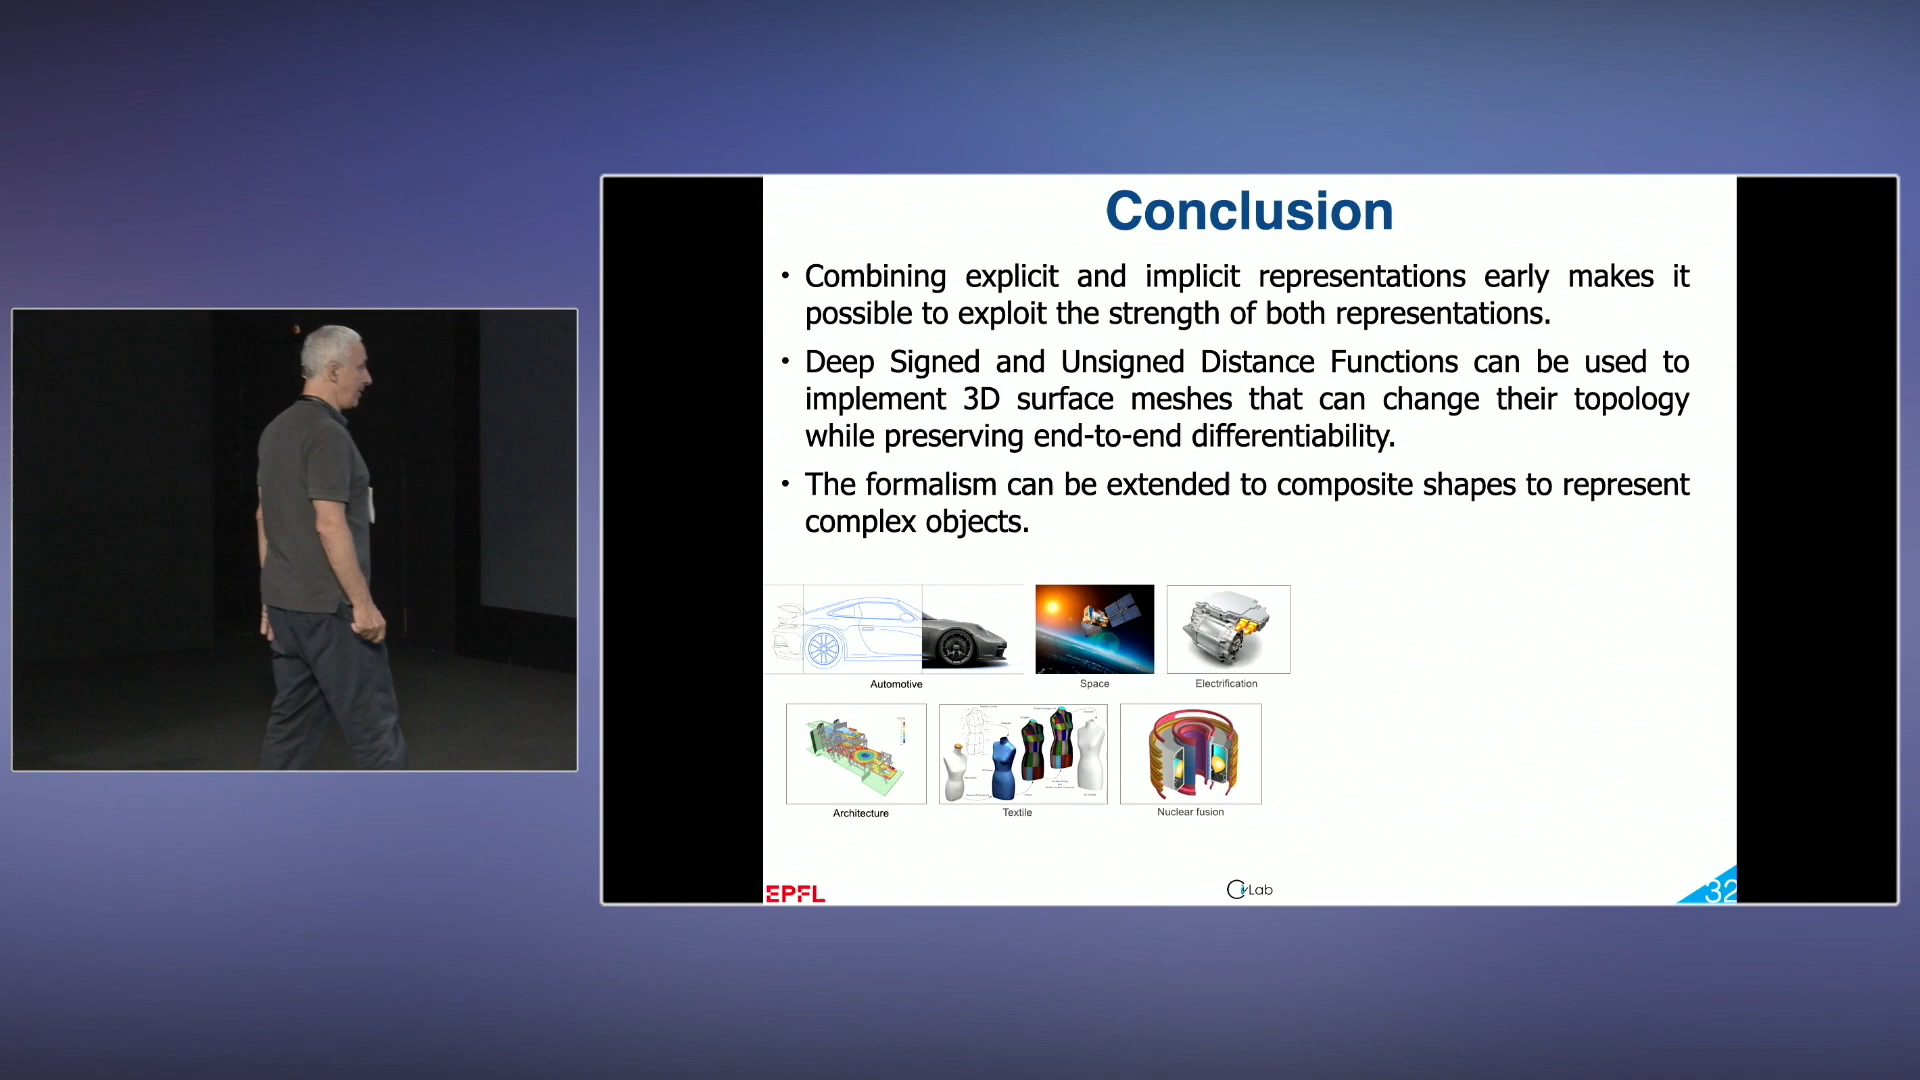 Conclusion
• Combining explicit and implicit representations early makes it
possible to exploit the strength of both representations.
• Deep Signed and Unsigned Distance Functions can be used to
implement 3D surface meshes that can change their topology
while preserving end-to-end differentiability.
• The formalism can be extended to composite shapes to represent
complex objects.
Automotive
Space
Electrification
Architecture
Textile
Nuclear fusion
EPFL
CvLab
32